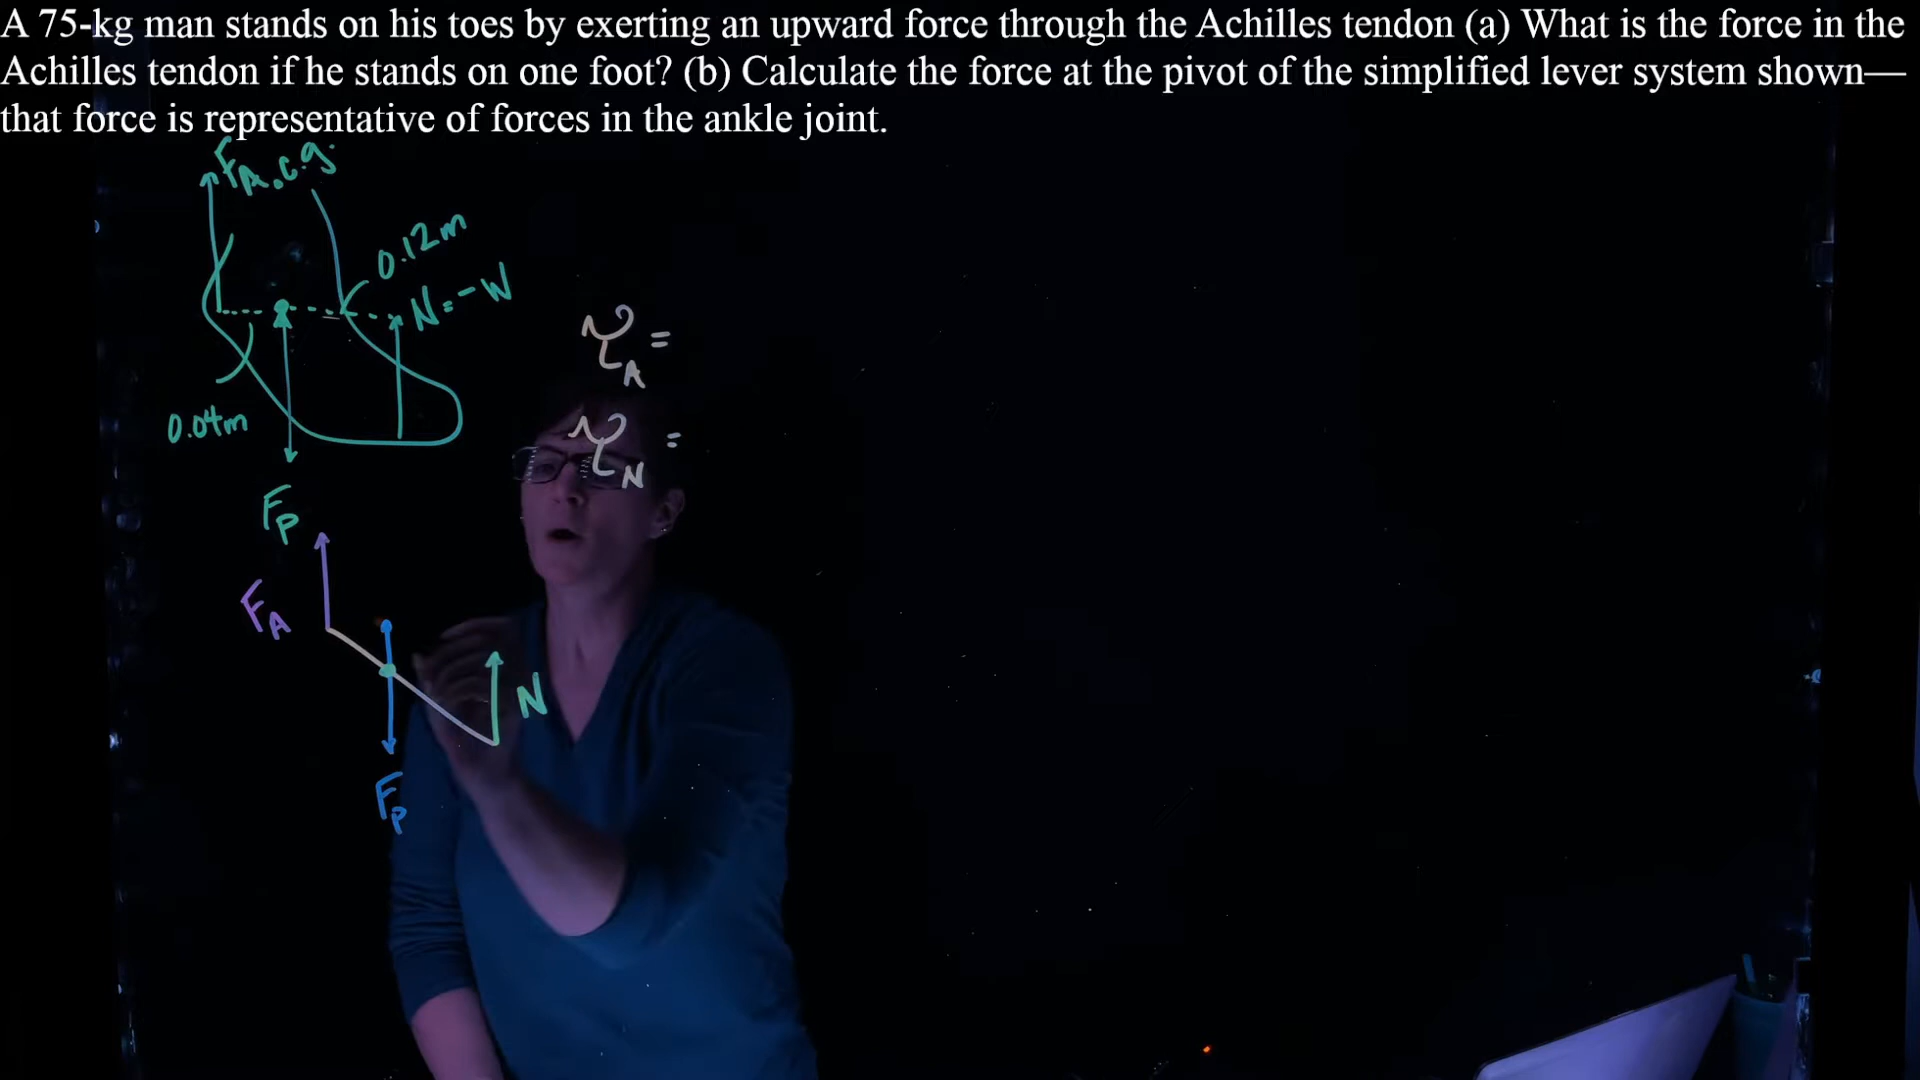 A 75-kg man stands on his toes by exerting an upward force through the Achilles tendon (a) What is the force in the
Achilles tendon if he stands on one foot? (b) Calculate the force at the pivot of the simplified lever system shown—
that force is representative of forces in the ankle joint.
F_A, c.g.
0.12m
N=-W
0.04m
F_P
τ_A =
τ_N =
F_A
N
F_P